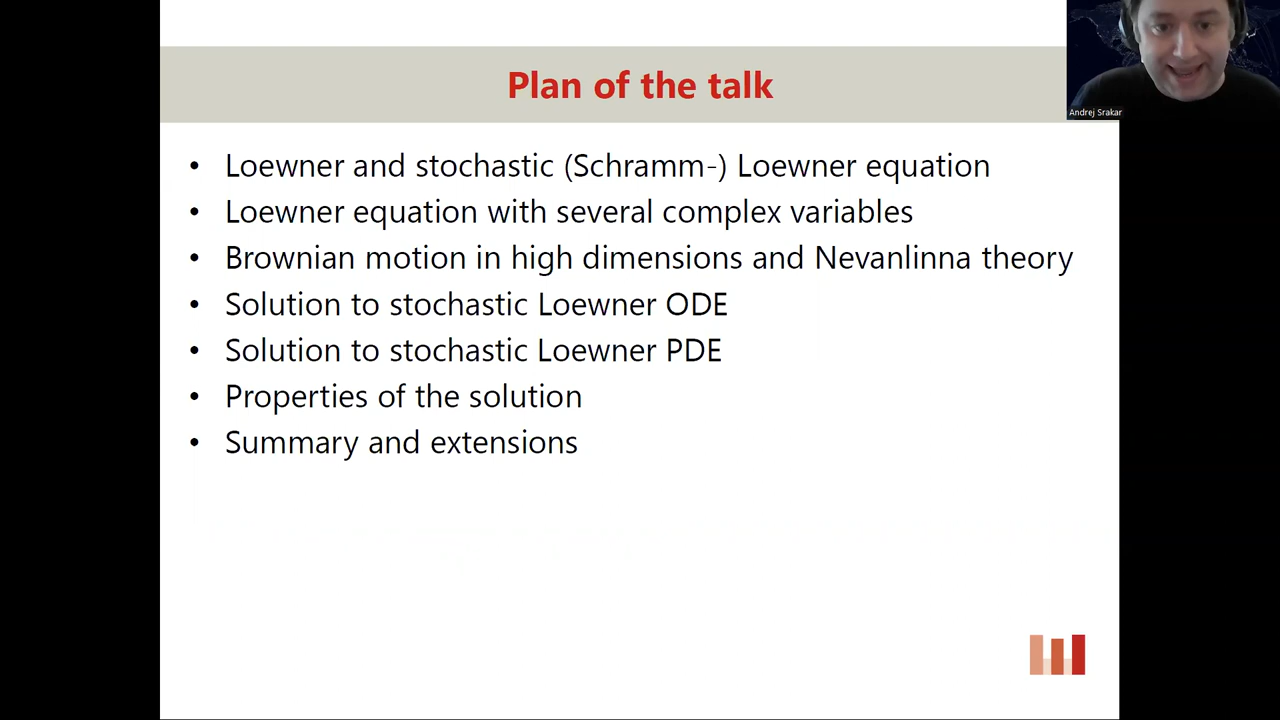 Plan of the talk
Andrej Srakar
• Loewner and stochastic (Schramm-) Loewner equation
• Loewner equation with several complex variables
• Brownian motion in high dimensions and Nevanlinna theory
• Solution to stochastic Loewner ODE
• Solution to stochastic Loewner PDE
• Properties of the solution
• Summary and extensions